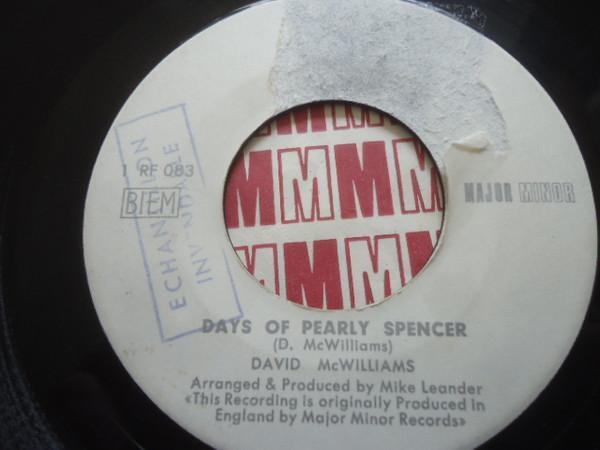 ECHANTILLON
INVENDABLE
1 RF 083
BIEM
MAJOR MINOR
MMMM
MMMM
MMMM
DAYS OF PEARLY SPENCER
(D. McWilliams)
DAVID McWILLIAMS
Arranged & Produced by Mike Leander
«This Recording is originally Produced in
England by Major Minor Records»